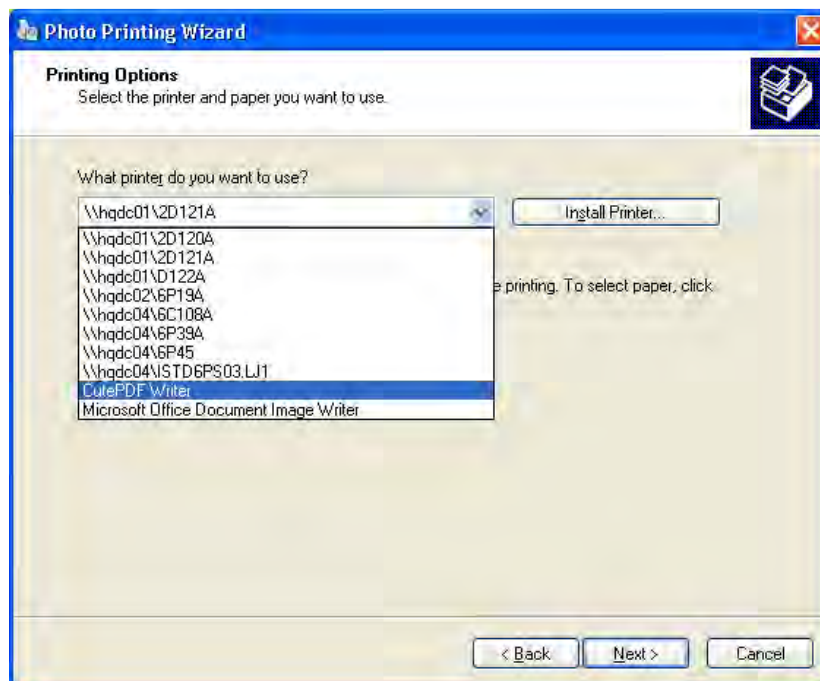 Photo Printing Wizard
Printing Options
Select the printer and paper you want to use.
What printer do you want to use?
\\hqdc01\2D121A
Install Printer...
\\hqdc01\2D120A
\\hqdc01\2D121A
\\hqdc01\D122A
\\hqdc02\6P19A
e printing. To select paper, click
\\hqdc04\6C108A
\\hqdc04\6P39A
\\hqdc04\6P45
\\hqdc04\ISTD6PS03.LJ1
CutePDF Writer
Microsoft Office Document Image Writer
< Back
Next >
Cancel